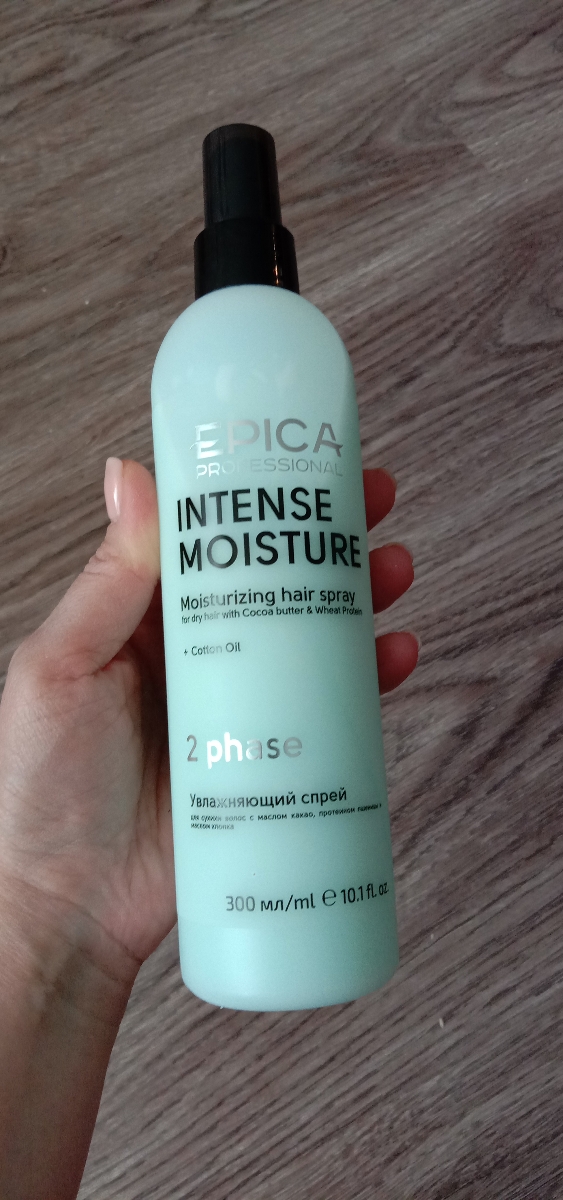 EPICA
PROFESSIONAL
INTENSE
MOISTURE
Moisturizing hair spray
for dry hair with Cocoa butter & Wheat Protein
+ Cotton Oil
2 phase
Увлажняющий спрей
для сухих волос с маслом какао, протеином пшеницы +
маслом хлопка
300 мл/ml ℮ 10.1 fl. oz.